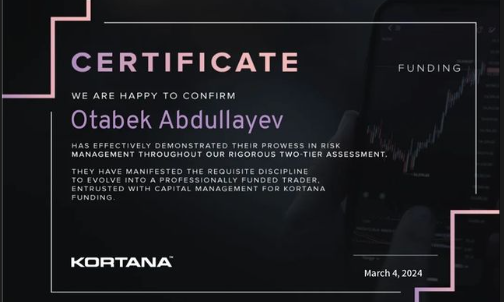 CERTIFICATE
FUNDING
WE ARE HAPPY TO CONFIRM
Otabek Abdullayev
HAS EFFECTIVELY DEMONSTRATED THEIR PROWESS IN RISK
MANAGEMENT THROUGHOUT OUR RIGOROUS TWO-TIER ASSESSMENT.
THEY HAVE MANIFESTED THE REQUISITE DISCIPLINE
TO EVOLVE INTO A PROFESSIONALLY FUNDED TRADER,
ENTRUSTED WITH CAPITAL MANAGEMENT FOR KORTANA
FUNDING.
KORTANA™
March 4, 2024